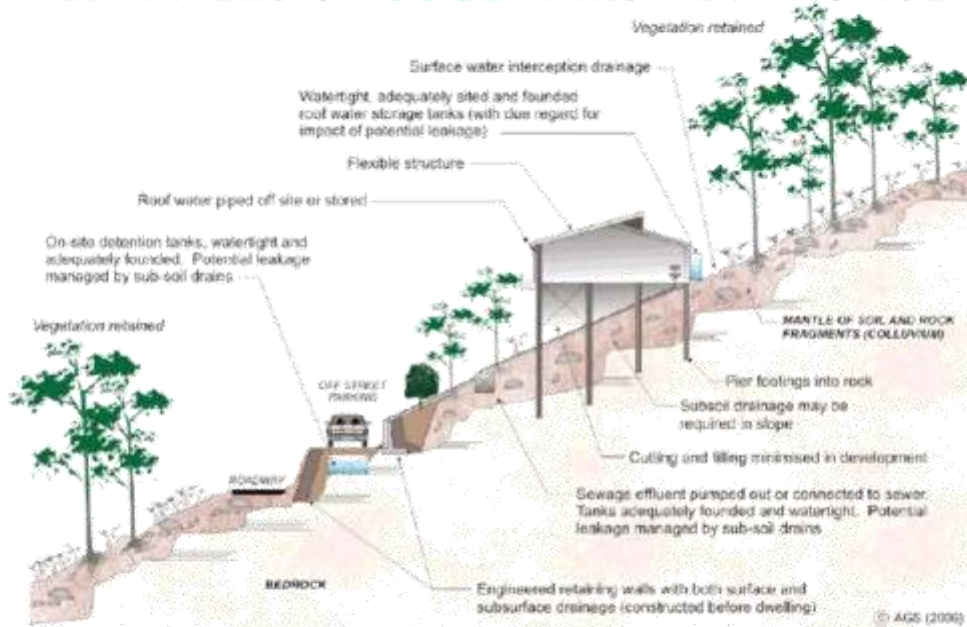 Vegetation retained
Surface water interception drainage
Watertight, adequately sited and founded
roof water storage tanks (with due regard for
impact of potential leakage)
Flexible structure
Roof water piped off site or stored
On-site detention tanks, watertight and
adequately founded. Potential leakage
managed by sub-soil drains
Vegetation retained
OFF STREET
PARKING
MANTLE OF SOIL AND ROCK
FRAGMENTS (COLLUVIUM)
Pier footings into rock
Subsoil drainage may be
required in slope
Cutting and filling minimised in development
ROADWAY
Sewage effluent pumped out or connected to sewer.
Tanks adequately founded and watertight. Potential
leakage managed by sub-soil drains
BEDROCK
Engineered retaining walls with both surface and
subsurface drainage (constructed before dwelling)
© AGS (2006)